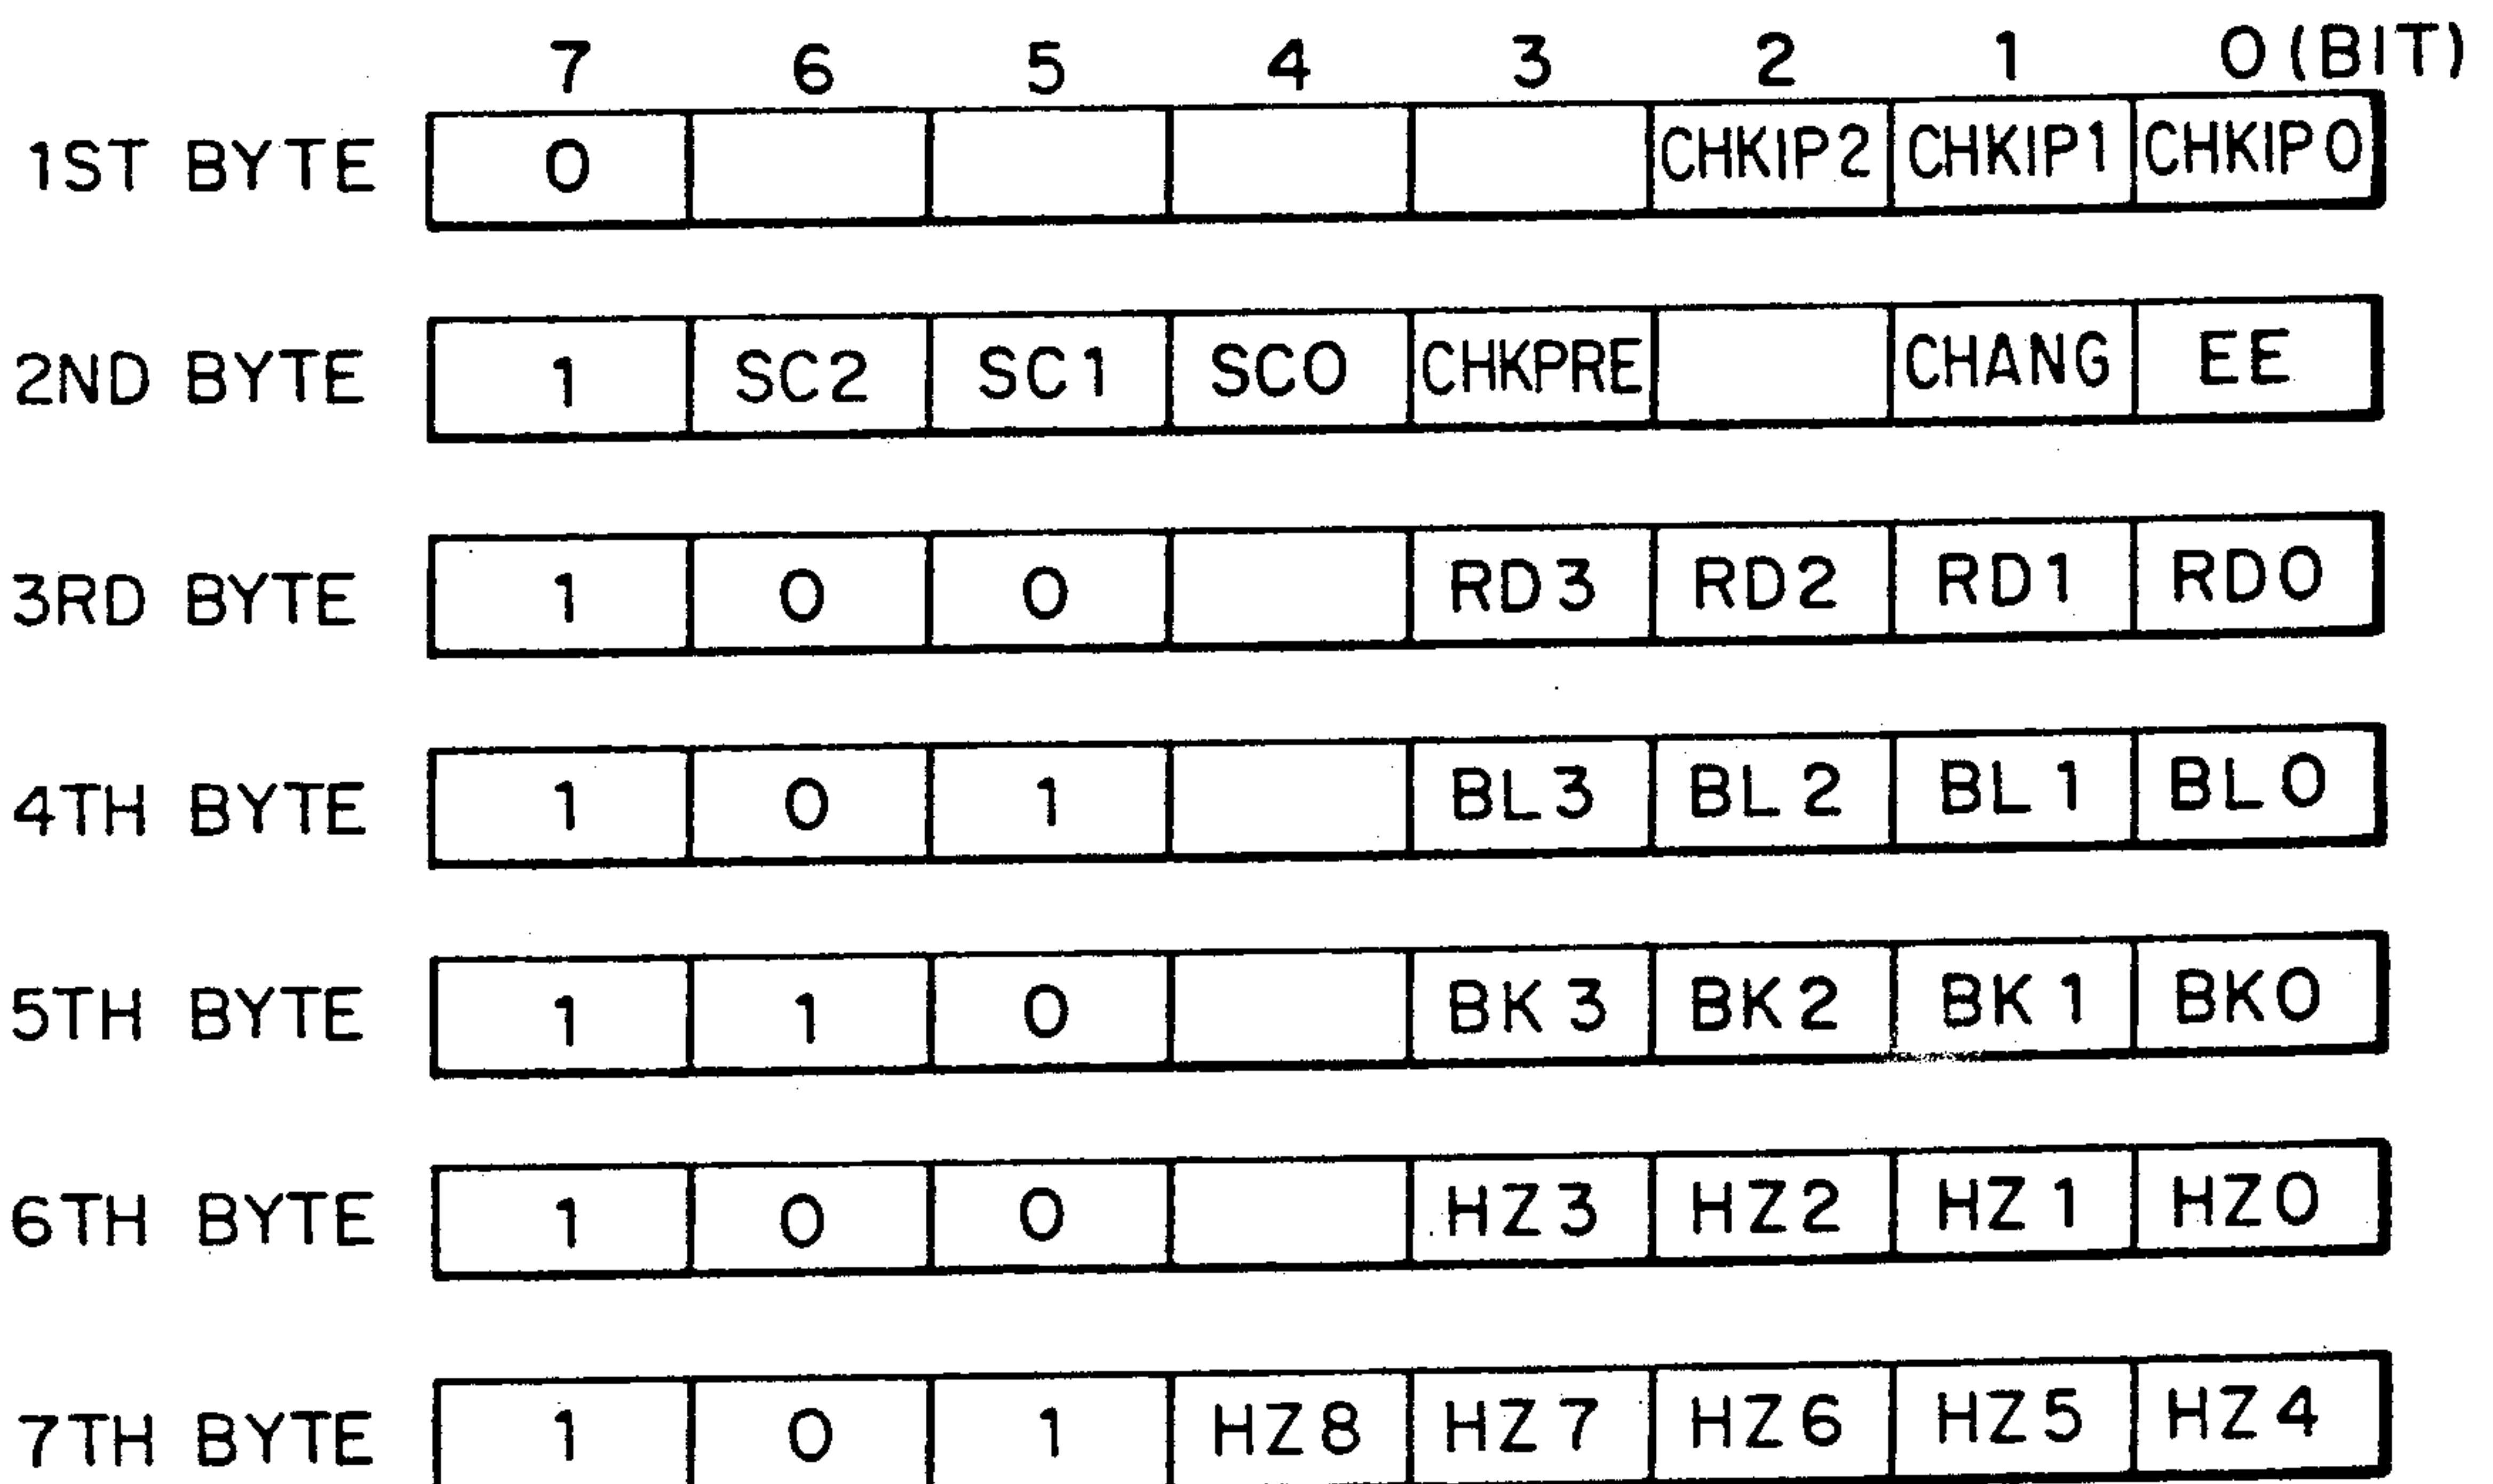 7 6 5 4 3 2 1 0 (BIT)
1ST BYTE 0 CHKIP2 CHKIP1 CHKIP0
2ND BYTE 1 SC2 SC1 SC0 CHKPRE CHANG EE
3RD BYTE 1 0 0 RD3 RD2 RD1 RD0
4TH BYTE 1 0 1 BL3 BL2 BL1 BL0
5TH BYTE 1 1 0 BK3 BK2 BK1 BK0
6TH BYTE 1 0 0 HZ3 HZ2 HZ1 HZ0
7TH BYTE 1 0 1 HZ8 HZ7 HZ6 HZ5 HZ4